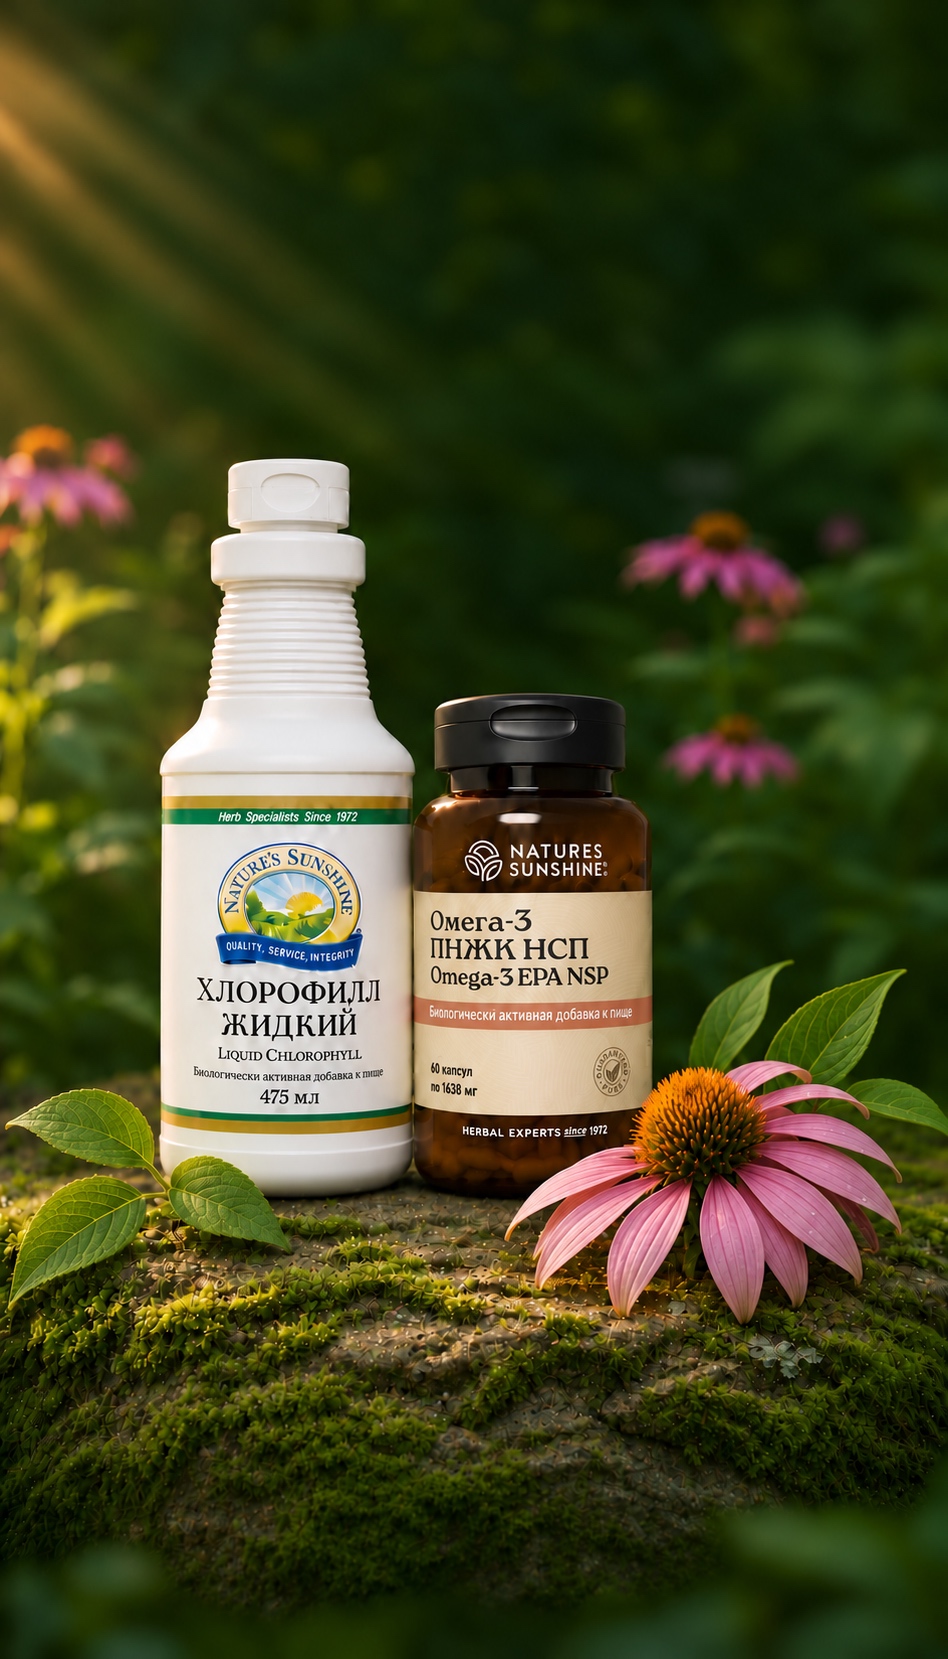 Herb Specialists Since 1972
NATURE'S SUNSHINE
QUALITY, SERVICE, INTEGRITY
ХЛОРОФИЛЛ
ЖИДКИЙ
LIQUID CHLOROPHYLL
Биологически активная добавка к пище
475 мл
NATURES
SUNSHINE®
Омега-3
ПНЖК НСП
Omega-3 EPA NSP
Биологически активная добавка к пище
60 капсул
по 1638 мг
PURE
HERBAL EXPERTS since 1972